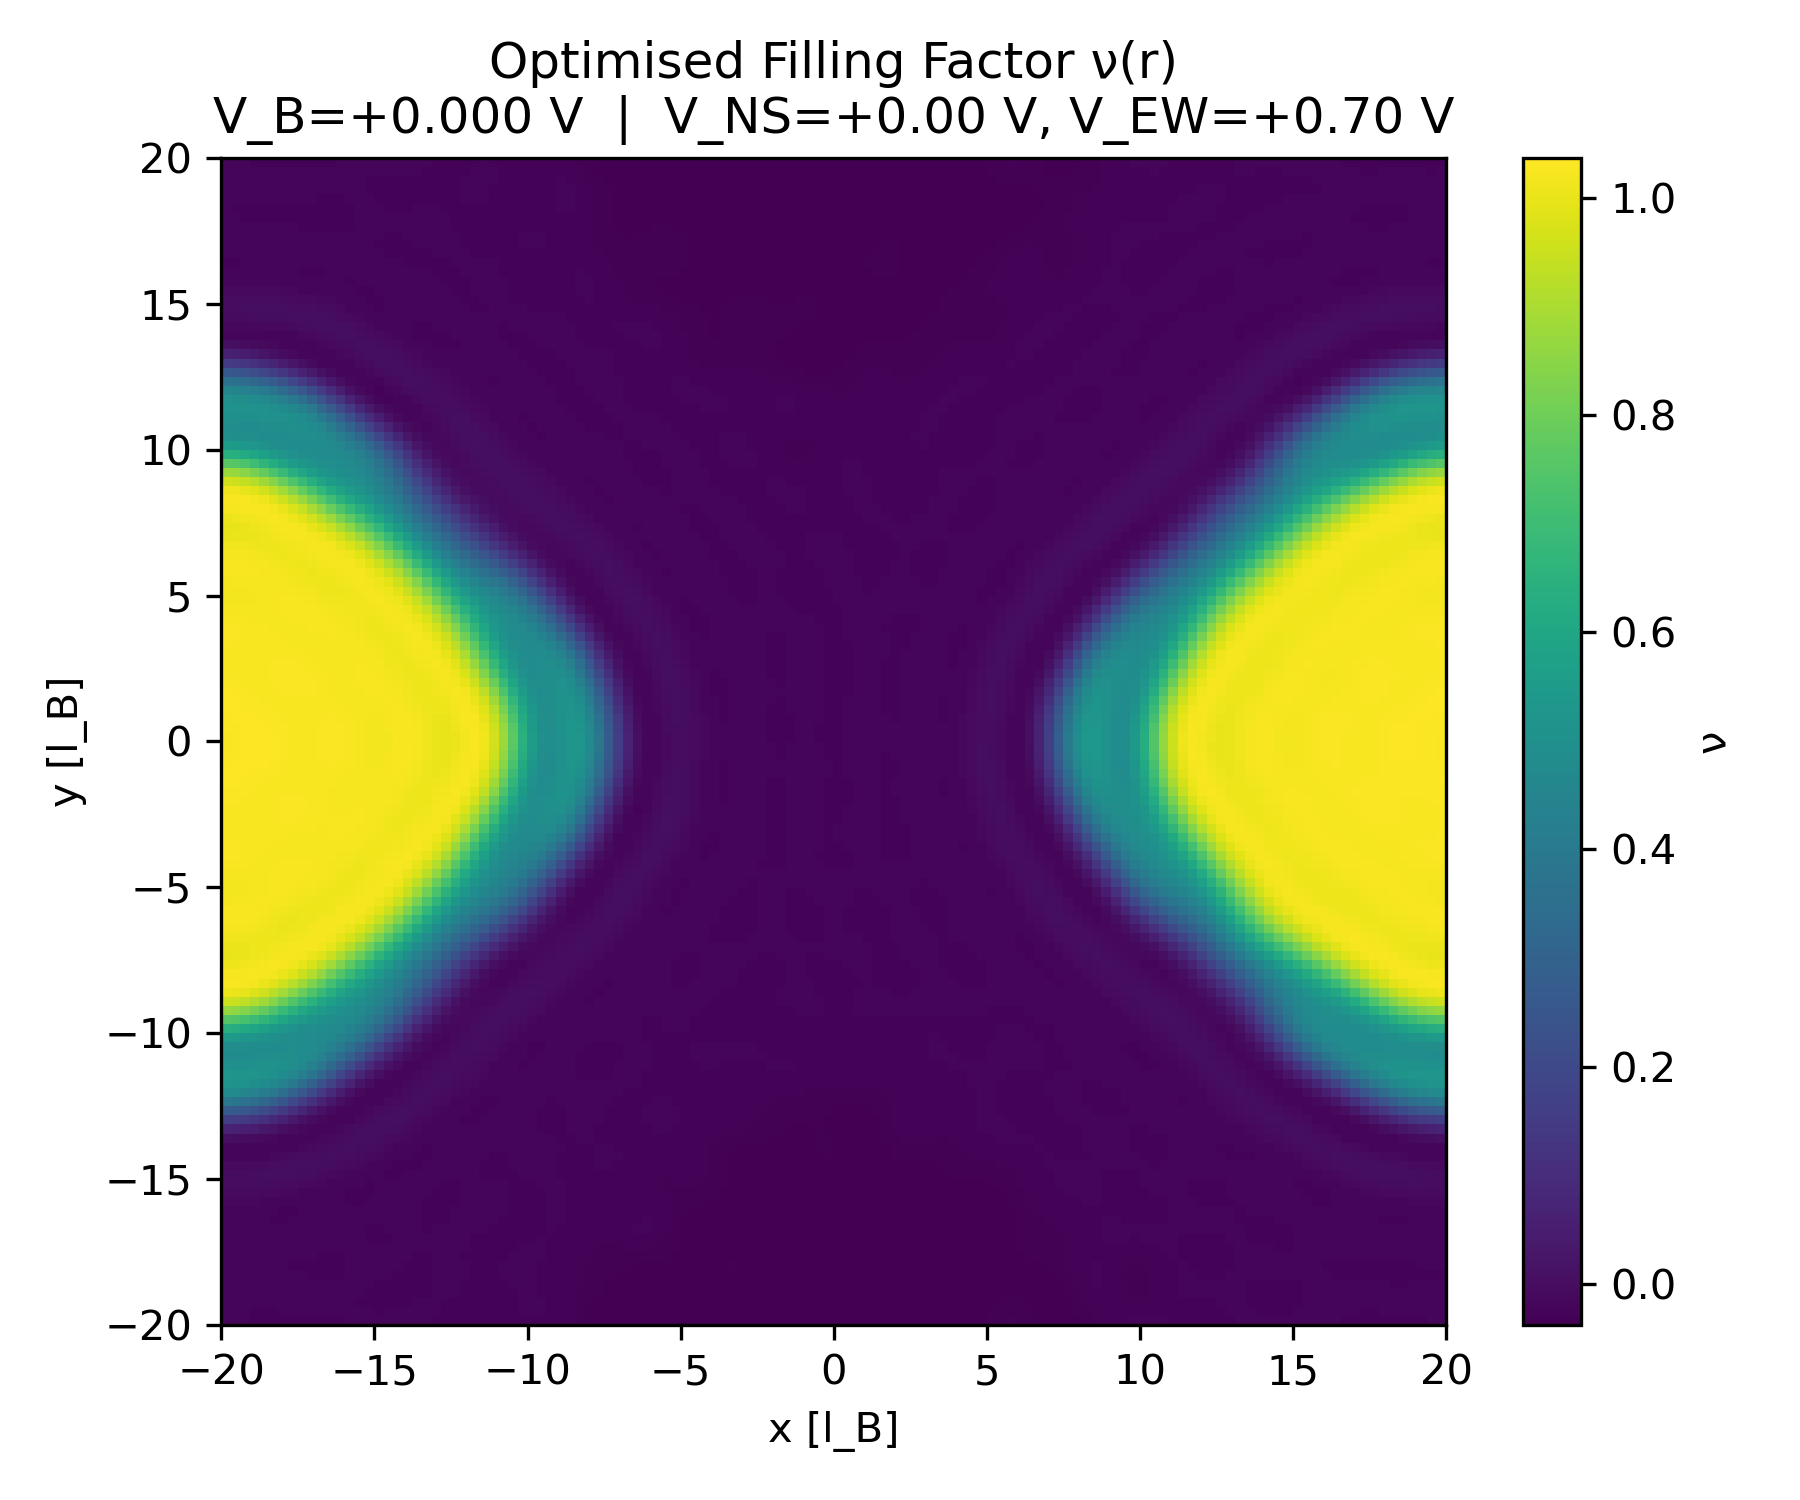 Optimised Filling Factor ν(r)
V_B=+0.000 V | V_NS=+0.00 V, V_EW=+0.70 V
20
15
10
5
0
−5
−10
−15
−20
y [l_B]
−20 −15 −10 −5 0 5 10 15 20
x [l_B]
1.0
0.8
0.6
0.4
0.2
0.0
ν